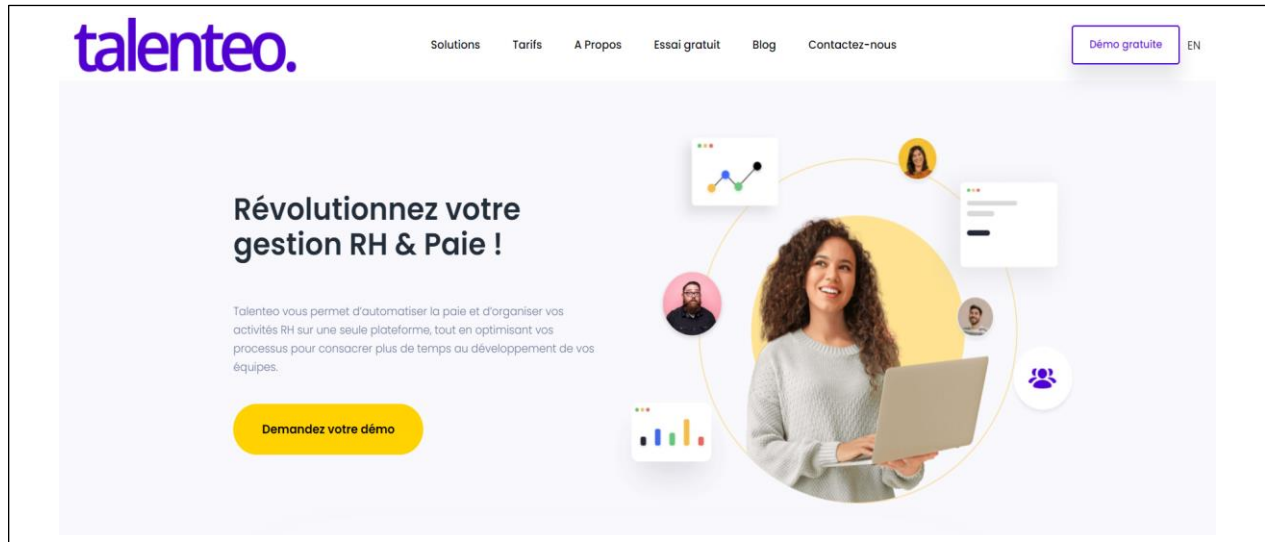 talenteo.
Solutions Tarifs A Propos Essai gratuit Blog Contactez-nous Démo gratuite EN
Révolutionnez votre
gestion RH & Paie !
Talenteo vous permet d'automatiser la paie et d'organiser vos
activités RH sur une seule plateforme, tout en optimisant vos
processus pour consacrer plus de temps au développement de vos
équipes.
Demandez votre démo